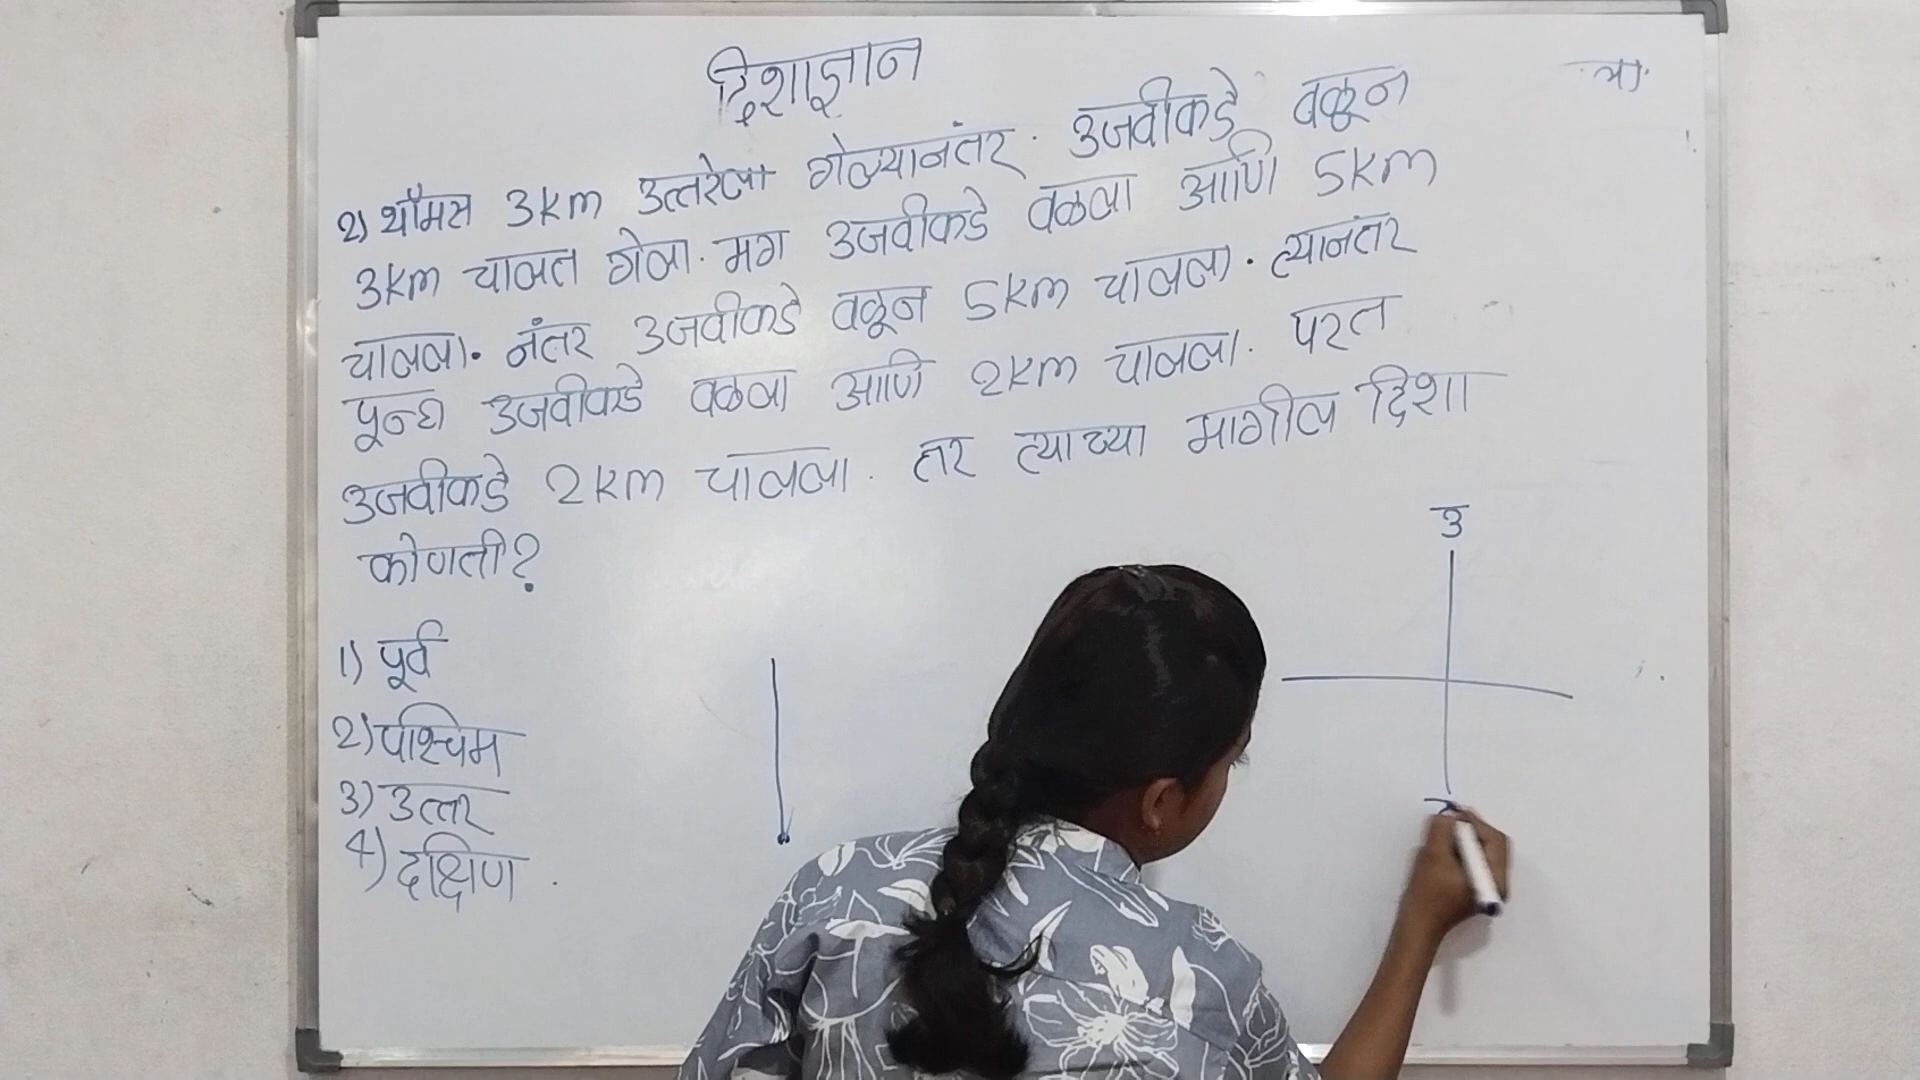 दिशाज्ञान
2) थॉमस 3km उत्तरेला गेल्यानंतर. उजवीकडे वळून
3km चालत गेला. मग उजवीकडे वळला आणि 5km
चालला. नंतर उजवीकडे वळून 5km चालला. त्यानंतर
पून्हा उजवीकडे वळला आणि 2km चालला. परत
उजवीकडे 2km चालला. तर त्याच्या मागील दिशा
कोणती?
1) पूर्व
2) पश्चिम
3) उत्तर
4) दक्षिण
उ